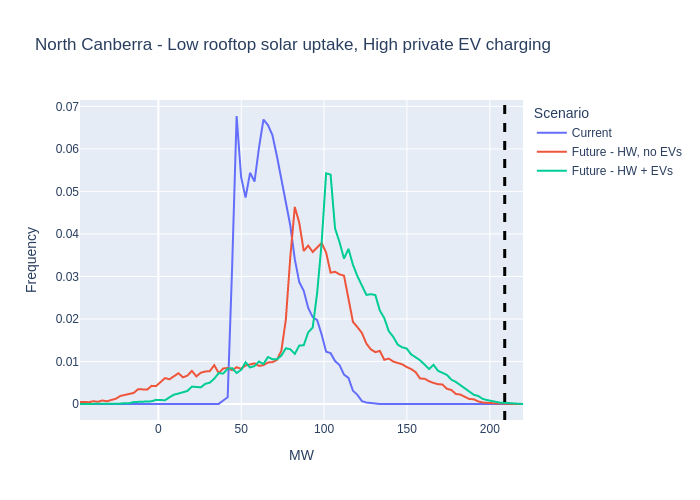 North Canberra - Low rooftop solar uptake, High private EV charging
Scenario
Current
Future - HW, no EVs
Future - HW + EVs
Frequency
0.07
0.06
0.05
0.04
0.03
0.02
0.01
0
0 50 100 150 200
MW